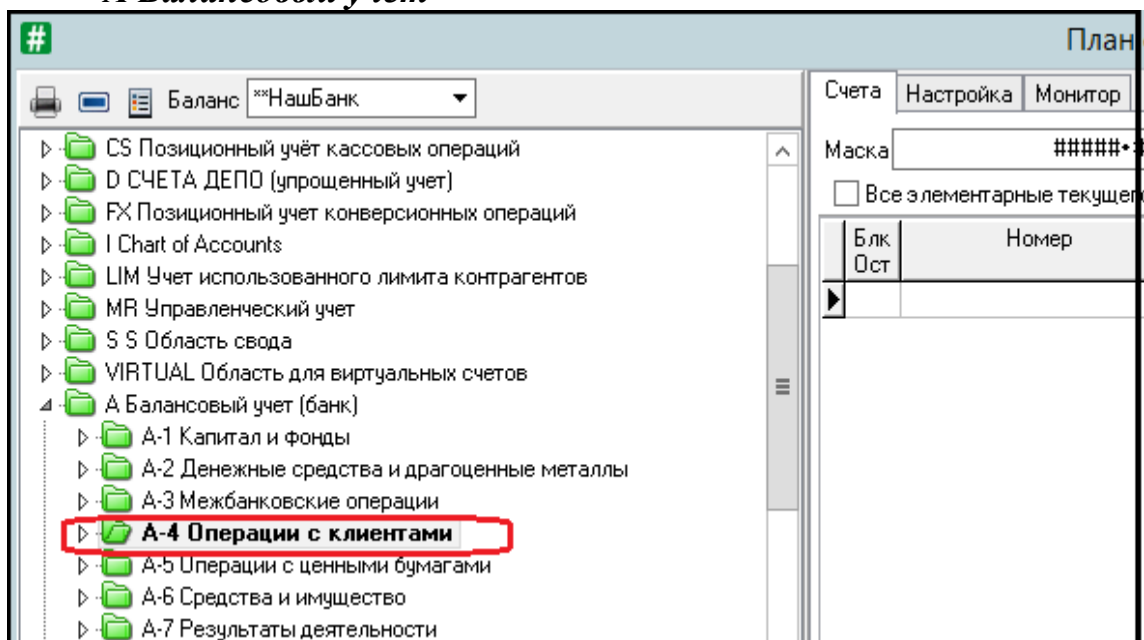 А Балансовый учет
#
План
Баланс **НашБанк
CS Позиционный учёт кассовых операций
D СЧЕТА ДЕПО (упрощенный учет)
FX Позиционный учет конверсионных операций
I Chart of Accounts
LIM Учет использованного лимита контрагентов
MR Управленческий учет
S S Область свода
VIRTUAL Область для виртуальных счетов
А Балансовый учет (банк)
А-1 Капитал и фонды
А-2 Денежные средства и драгоценные металлы
А-3 Межбанковские операции
А-4 Операции с клиентами
А-5 Операции с ценными бумагами
А-6 Средства и имущество
А-7 Результаты деятельности
Счета Настройка Монитор
Маска #####•#
Все элементарные текущего
Блк Ост
Номер